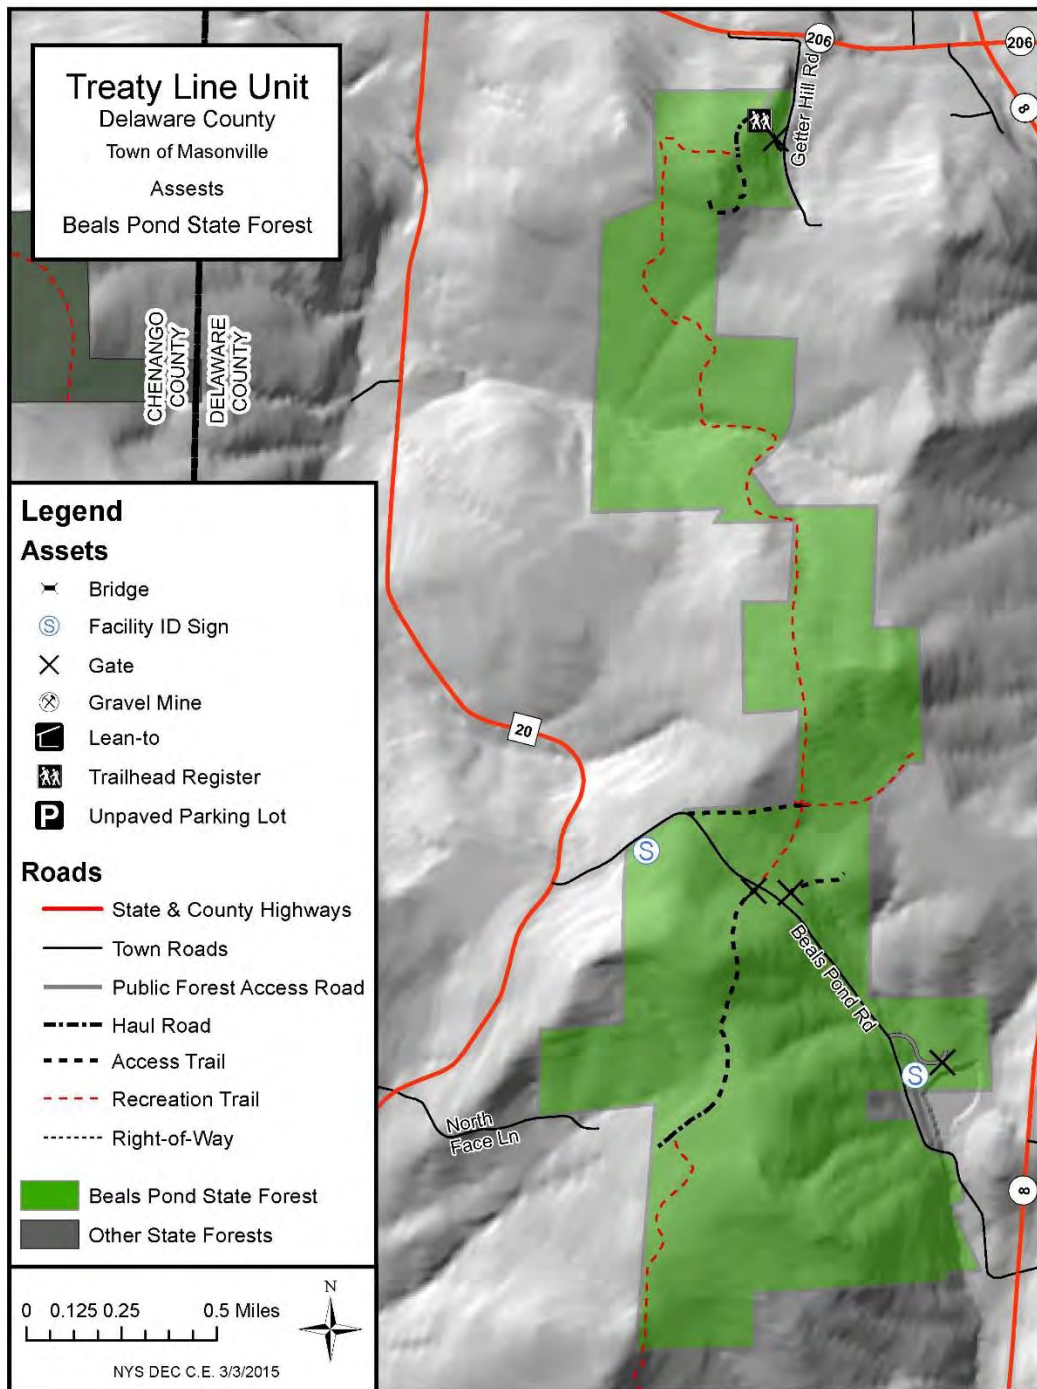 Treaty Line Unit
Delaware County
Town of Masonville
Assests
Beals Pond State Forest
206
206
8
Getter Hill Rd
CHENANGO
COUNTY
DELAWARE
COUNTY
20
S
Beals Pond Rd
S
North
Face Ln
8
Legend
Assets
Bridge
S Facility ID Sign
Gate
Gravel Mine
Lean-to
Trailhead Register
P Unpaved Parking Lot
Roads
State & County Highways
Town Roads
Public Forest Access Road
Haul Road
Access Trail
Recreation Trail
Right-of-Way
Beals Pond State Forest
Other State Forests
N
0 0.125 0.25 0.5 Miles
NYS DEC C.E. 3/3/2015